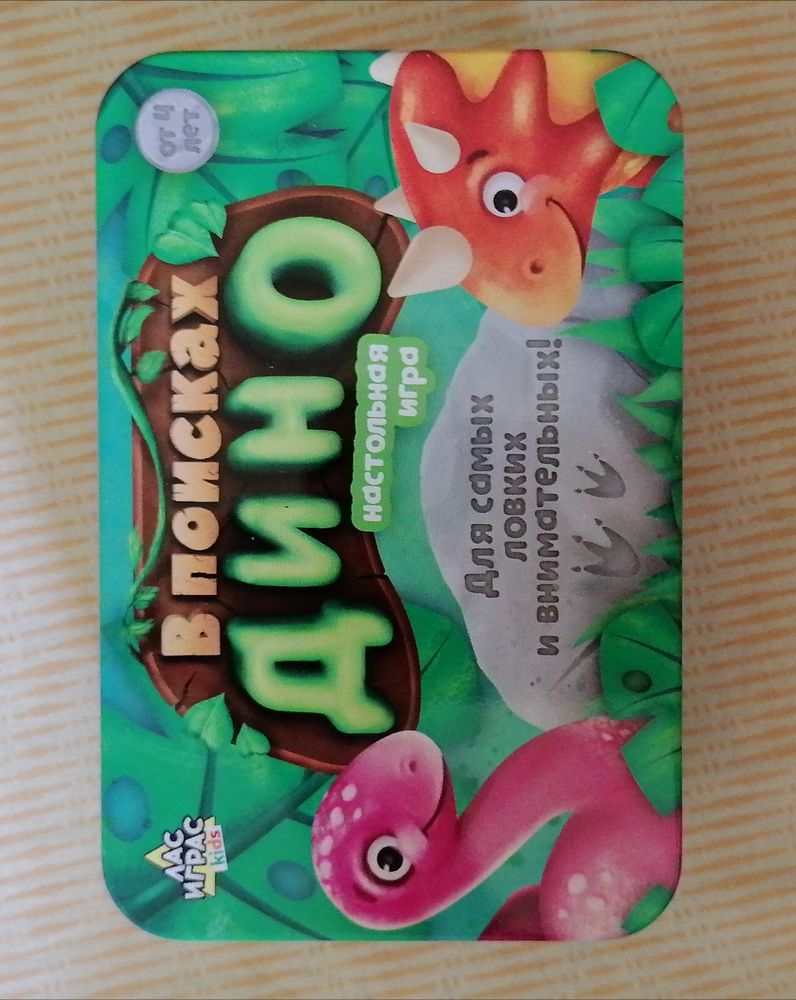 ЛАС
ИГРАС
kids
от 4
лет
В поисках
ДИНО
настольная
игра
Для самых
ловких
и внимательных!